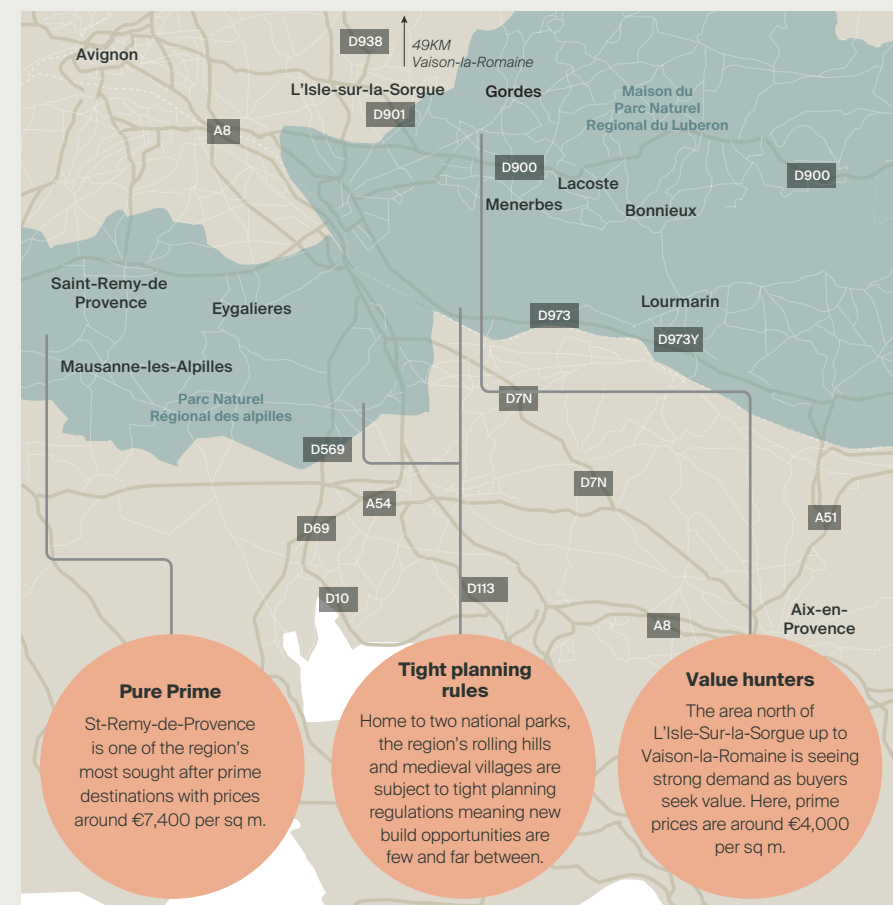 D938
49KM
Vaison-la-Romaine
Avignon
L'Isle-sur-la-Sorgue
Gordes
Maison du
Parc Naturel
Regional du Luberon
D901
A8
D900
D900
Lacoste
Menerbes
Bonnieux
Saint-Remy-de
Provence
Eygalieres
Lourmarin
D973
D973Y
Mausanne-les-Alpilles
Parc Naturel
Régional des alpilles
D7N
D569
D7N
A54
A51
D69
D10
D113
A8
Aix-en-
Provence
Pure Prime
St-Remy-de-Provence
is one of the region's
most sought after prime
destinations with prices
around €7,400 per sq m.
Tight planning
rules
Home to two national parks,
the region's rolling hills
and medieval villages are
subject to tight planning
regulations meaning new
build opportunities are
few and far between.
Value hunters
The area north of
L'Isle-Sur-la-Sorgue up to
Vaison-la-Romaine is seeing
strong demand as buyers
seek value. Here, prime
prices are around €4,000
per sq m.